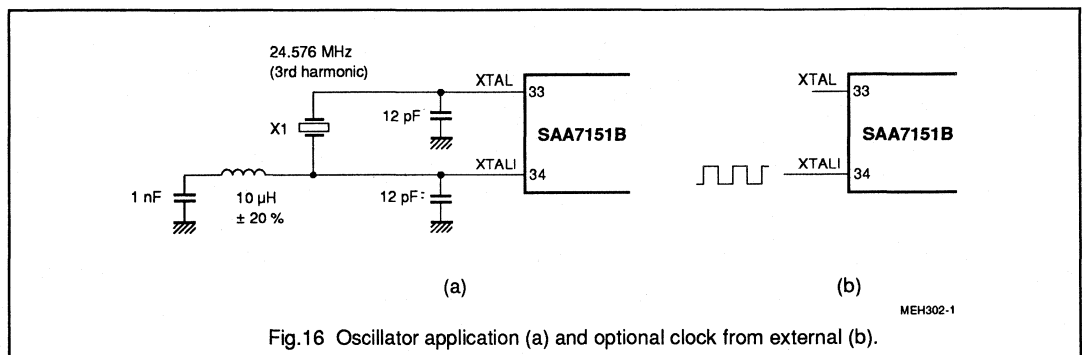 24.576 MHz
(3rd harmonic)
XTAL
33
12 pF
X1
SAA7151B
XTALI
34
1 nF
10 µH
± 20 %
12 pF
(a)
XTAL
33
SAA7151B
XTALI
34
(b)
MEH302-1
Fig.16 Oscillator application (a) and optional clock from external (b).